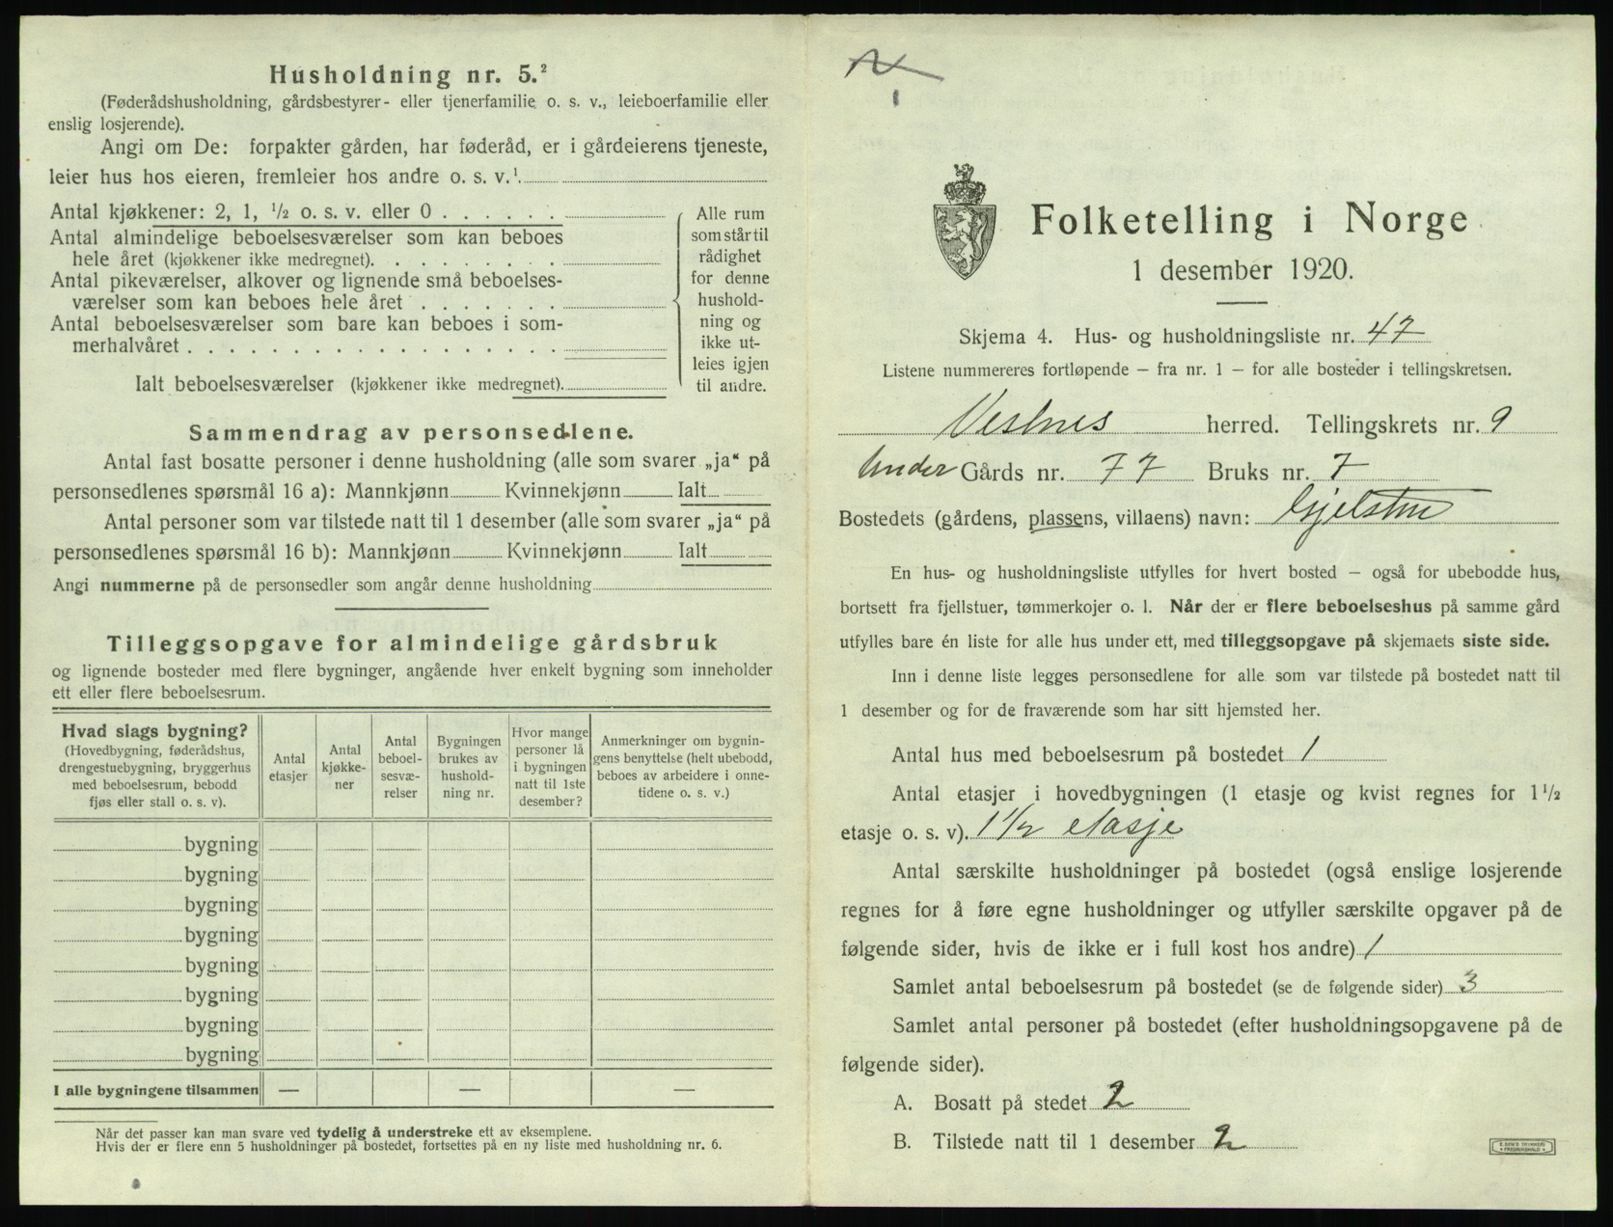 Husholdning nr. 5.²
(Føderådshusholdning, gårdsbestyrer- eller tjenerfamilie o. s. v., leieboerfamilie eller
enslig losjerende).
Angi om De: forpakter gården, har føderåd, er i gårdeierens tjeneste,
leier hus hos eieren, fremleier hos andre o. s. v.¹
Antal kjøkkener: 2, 1, ½ o. s. v. eller 0
Antal almindelige beboelsesværelser som kan beboes
hele året (kjøkkener ikke medregnet).
Antal pikeværelser, alkover og lignende små beboelses-
værelser som kan beboes hele året
Antal beboelsesværelser som bare kan beboes i som-
merhalvåret
Ialt beboelsesværelser (kjøkkener ikke medregnet).
Alle rum
som står til
rådighet
for denne
hushold-
ning og
ikke ut-
leies igjen
til andre.
Sammendrag av personsedlene.
Antal fast bosatte personer i denne husholdning (alle som svarer „ja“ på
personsedlenes spørsmål 16 a): Mannkjønn Kvinnekjønn Ialt
Antal personer som var tilstede natt til 1 desember (alle som svarer „ja“ på
personsedlenes spørsmål 16 b): Mannkjønn Kvinnekjønn Ialt
Angi nummerne på de personsedler som angår denne husholdning
Tilleggsopgave for almindelige gårdsbruk
og lignende bosteder med flere bygninger, angående hver enkelt bygning som inneholder
ett eller flere beboelsesrum.
Hvad slags bygning?
(Hovedbygning, føderådshus,
drengestuebygning, bryggerhus
med beboelsesrum, bebodd
fjøs eller stall o. s. v).
Antal
etasjer
Antal
kjøkke-
ner
Antal
beboel-
sesvæ-
relser
Bygningen
brukes av
hushold-
ning nr.
Hvor mange
personer lå
i bygningen
natt til 1ste
desember?
Anmerkninger om bygnin-
gens benyttelse (helt ubebodd,
beboes av arbeidere i onne-
tidene o. s. v.)
bygning
bygning
bygning
bygning
bygning
bygning
bygning
bygning
I alle bygningene tilsammen — — —
Når det passer kan man svare ved tydelig å understreke ett av eksemplene.
Hvis der er flere enn 5 husholdninger på bostedet, fortsettes på en ny liste med husholdning nr. 6.
Folketelling i Norge
1 desember 1920.
Skjema 4. Hus- og husholdningsliste nr. 47
Listene nummereres fortløpende — fra nr. 1 — for alle bosteder i tellingskretsen.
Vestnes herred. Tellingskrets nr. 9
Under Gårds nr. 77 Bruks nr. 7
Bostedets (gårdens, plassens, villaens) navn: Gjelsten
En hus- og husholdningsliste utfylles for hvert bosted — også for ubebodde hus,
bortsett fra fjellstuer, tømmerkojer o. l. Når der er flere beboelseshus på samme gård
utfylles bare én liste for alle hus under ett, med tilleggsopgave på skjemaets siste side.
Inn i denne liste legges personsedlene for alle som var tilstede på bostedet natt til
1 desember og for de fraværende som har sitt hjemsted her.
Antal hus med beboelsesrum på bostedet 1
Antal etasjer i hovedbygningen (1 etasje og kvist regnes for 1½
etasje o. s. v). 1½ etasje
Antal særskilte husholdninger på bostedet (også enslige losjerende
regnes for å føre egne husholdninger og utfyller særskilte opgaver på de
følgende sider, hvis de ikke er i full kost hos andre) 1
Samlet antal beboelsesrum på bostedet (se de følgende sider) 3
Samlet antal personer på bostedet (efter husholdningsopgavene på de
følgende sider).
A. Bosatt på stedet 2
B. Tilstede natt til 1 desember 2